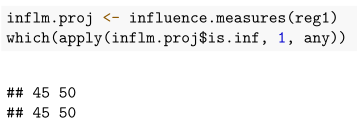 inflm.proj <- influence.measures(reg1)
which(apply(inflm.proj$is.inf, 1, any))
## 45 50
## 45 50